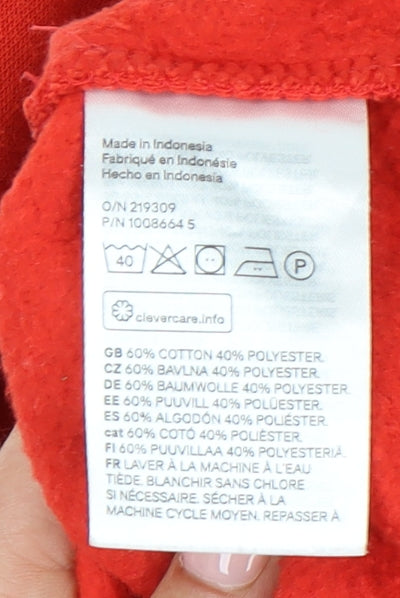 Made in Indonesia
Fabriqué en Indonésie
Hecho en Indonesia
O/N 219309
P/N 1008664 5
40
P
clevercare.info
GB 60% COTTON 40% POLYESTER.
CZ 60% BAVLNA 40% POLYESTER.
DE 60% BAUMWOLLE 40% POLYESTER.
EE 60% PUUVILL 40% POLÜESTER.
ES 60% ALGODÓN 40% POLIÉSTER.
cat 60% COTÓ 40% POLIÈSTER.
FI 60% PUUVILLAA 40% POLYESTERIÄ.
FR LAVER À LA MACHINE À L'EAU
TIÈDE. BLANCHIR SANS CHLORE
SI NÉCESSAIRE. SÉCHER À LA
MACHINE CYCLE MOYEN. REPASSER À